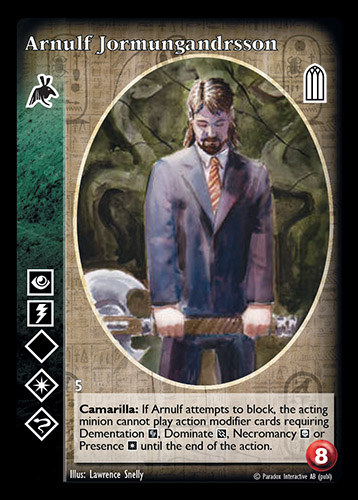 Arnulf Jormungandrsson
5
Camarilla: If Arnulf attempts to block, the acting
minion cannot play action modifier cards requiring
Dementation , Dominate , Necromancy or
Presence until the end of the action.
8
Illus: Lawrence Snelly
© Paradox Interactive AB (publ)